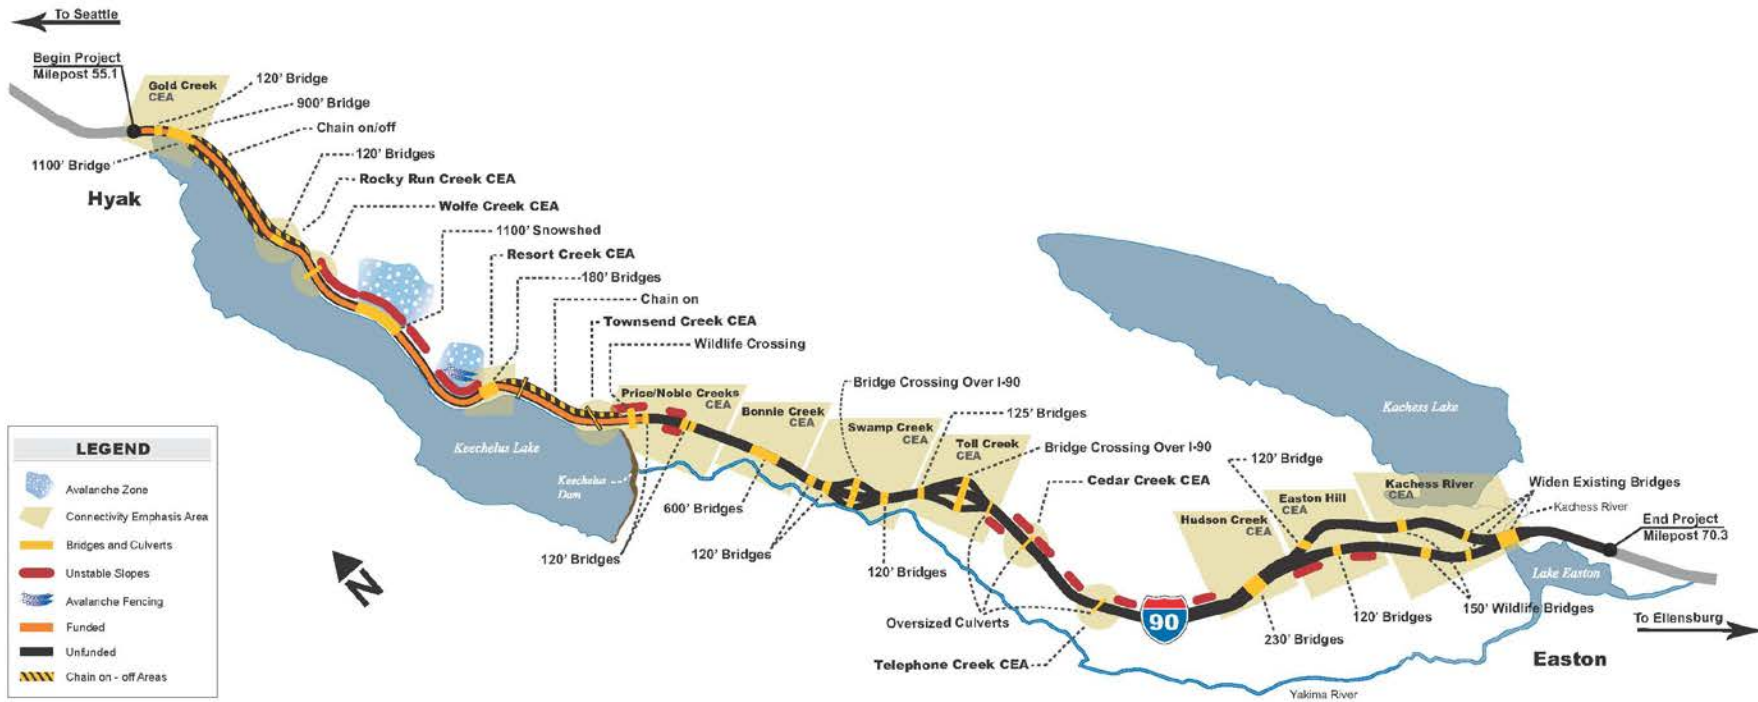 To Seattle
Begin Project
Milepost 55.1
Gold Creek
CEA
120' Bridge
900' Bridge
Chain on/off
1100' Bridge
120' Bridges
Rocky Run Creek CEA
Hyak
Wolfe Creek CEA
1100' Snowshed
Resort Creek CEA
180' Bridges
Chain on
Townsend Creek CEA
Wildlife Crossing
Price/Noble Creeks
CEA
Bonnie Creek
CEA
Bridge Crossing Over I-90
Swamp Creek
CEA
125' Bridges
Toll Creek
CEA
Bridge Crossing Over I-90
Cedar Creek CEA
Kachess Lake
120' Bridge
Kachess River
CEA
Easton Hill
CEA
Hudson Creek
CEA
Widen Existing Bridges
Kachess River
End Project
Milepost 70.3
Keechelus Lake
Keechelus
Dam
600' Bridges
120' Bridges
120' Bridges
120' Bridges
Lake Easton
150' Wildlife Bridges
120' Bridges
To Ellensburg
Oversized Culverts
90
230' Bridges
Telephone Creek CEA
Easton
Yakima River
N
LEGEND
Avalanche Zone
Connectivity Emphasis Area
Bridges and Culverts
Unstable Slopes
Avalanche Fencing
Funded
Unfunded
Chain on - off Areas